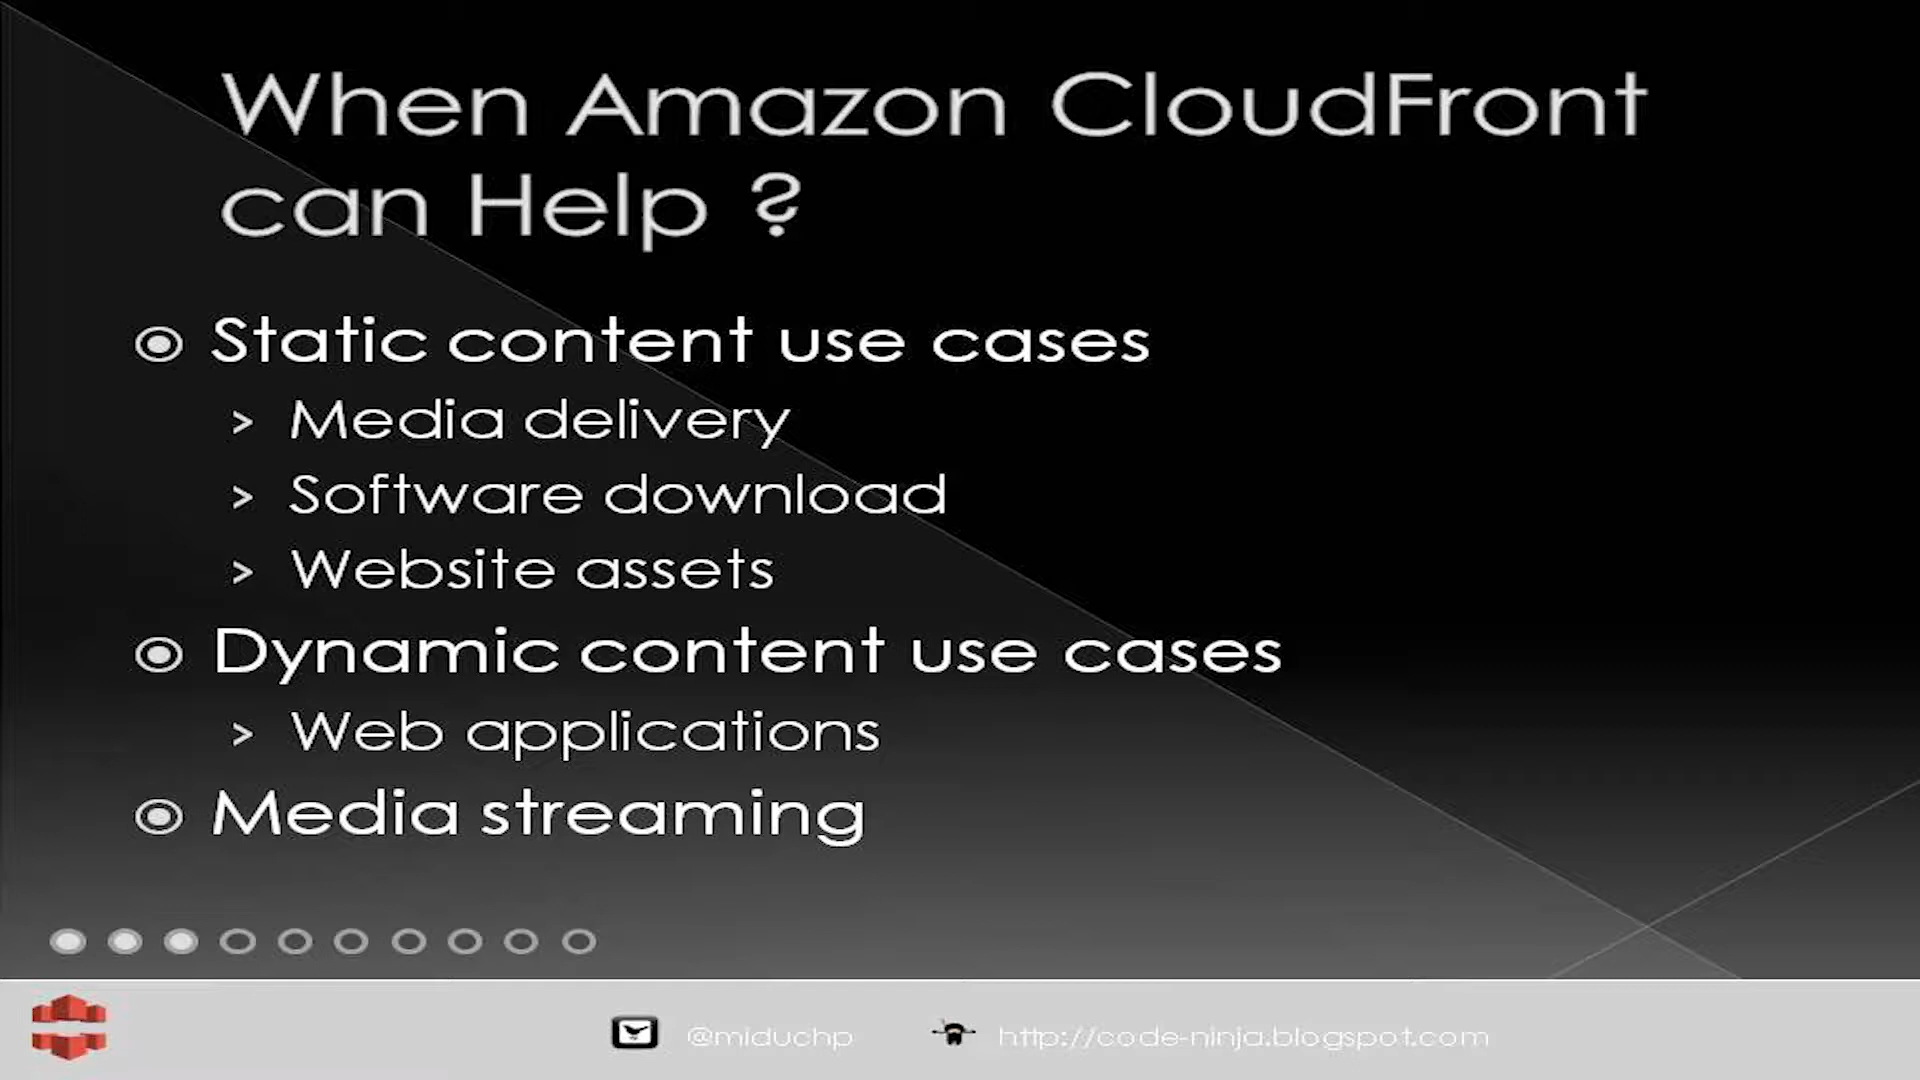 When Amazon CloudFront
can Help ?
Static content use cases
> Media delivery
> Software download
> Website assets
Dynamic content use cases
> Web applications
Media streaming
@miduchp
http://code-ninja.blogspot.com